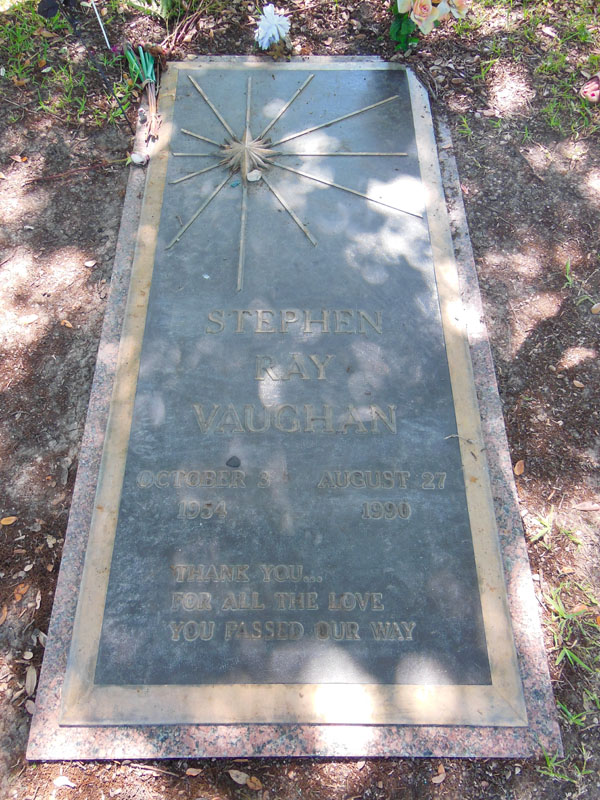 STEPHEN
RAY
VAUGHAN
OCTOBER 3 AUGUST 27
1954 1990
THANK YOU...
FOR ALL THE LOVE
YOU PASSED OUR WAY